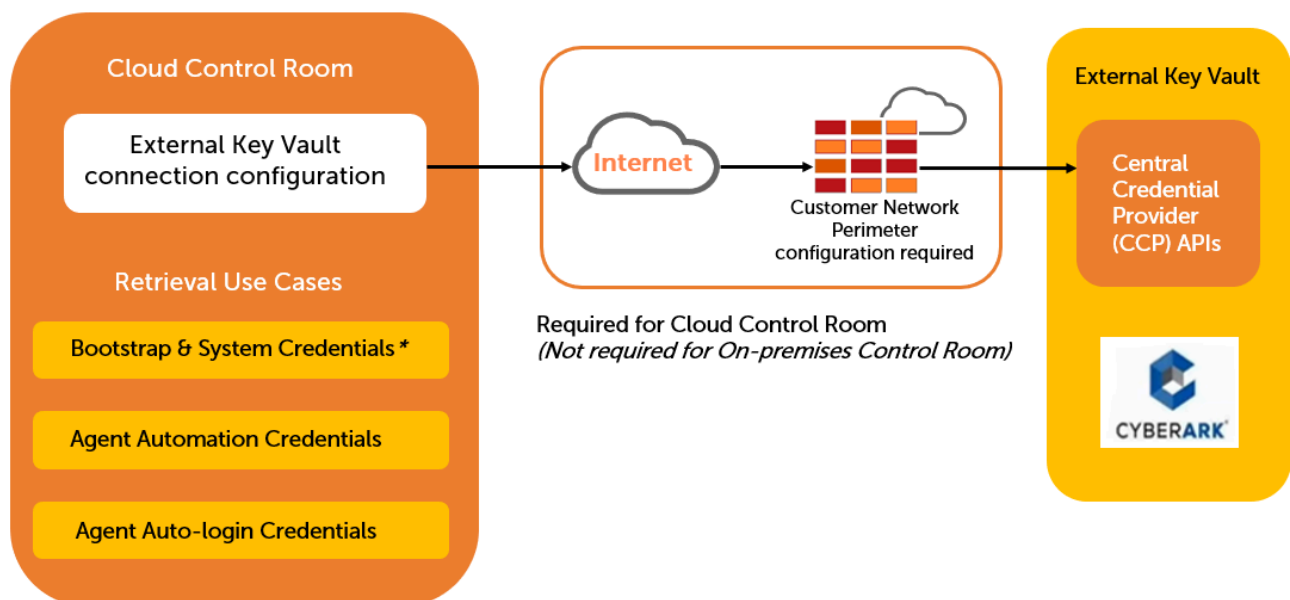 Cloud Control Room
External Key Vault
connection configuration
Retrieval Use Cases
Bootstrap & System Credentials*
Agent Automation Credentials
Agent Auto-login Credentials
Internet
Customer Network
Perimeter
configuration required
Required for Cloud Control Room
(Not required for On-premises Control Room)
External Key Vault
Central
Credential
Provider
(CCP) APIs
CYBERARK®